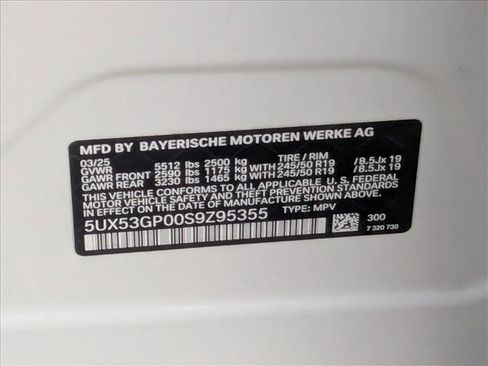 MFD BY BAYERISCHE MOTOREN WERKE AG
03/25 TIRE / RIM
GVWR 5512 lbs 2500 kg
GAWR FRONT 2590 lbs 1175 kg WITH 245/50 R19 /8.5Jx 19
GAWR REAR 3230 lbs 1465 kg WITH 245/50 R19 /8.5Jx 19
THIS VEHICLE CONFORMS TO ALL APPLICABLE U.S. FEDERAL
MOTOR VEHICLE SAFETY, BUMPER, AND THEFT PREVENTION STANDARDS
IN EFFECT ON THE DATE OF MANUFACTURE SHOWN ABOVE.
5UX53GP00S9Z95355 TYPE: MPV
300
7 320 730